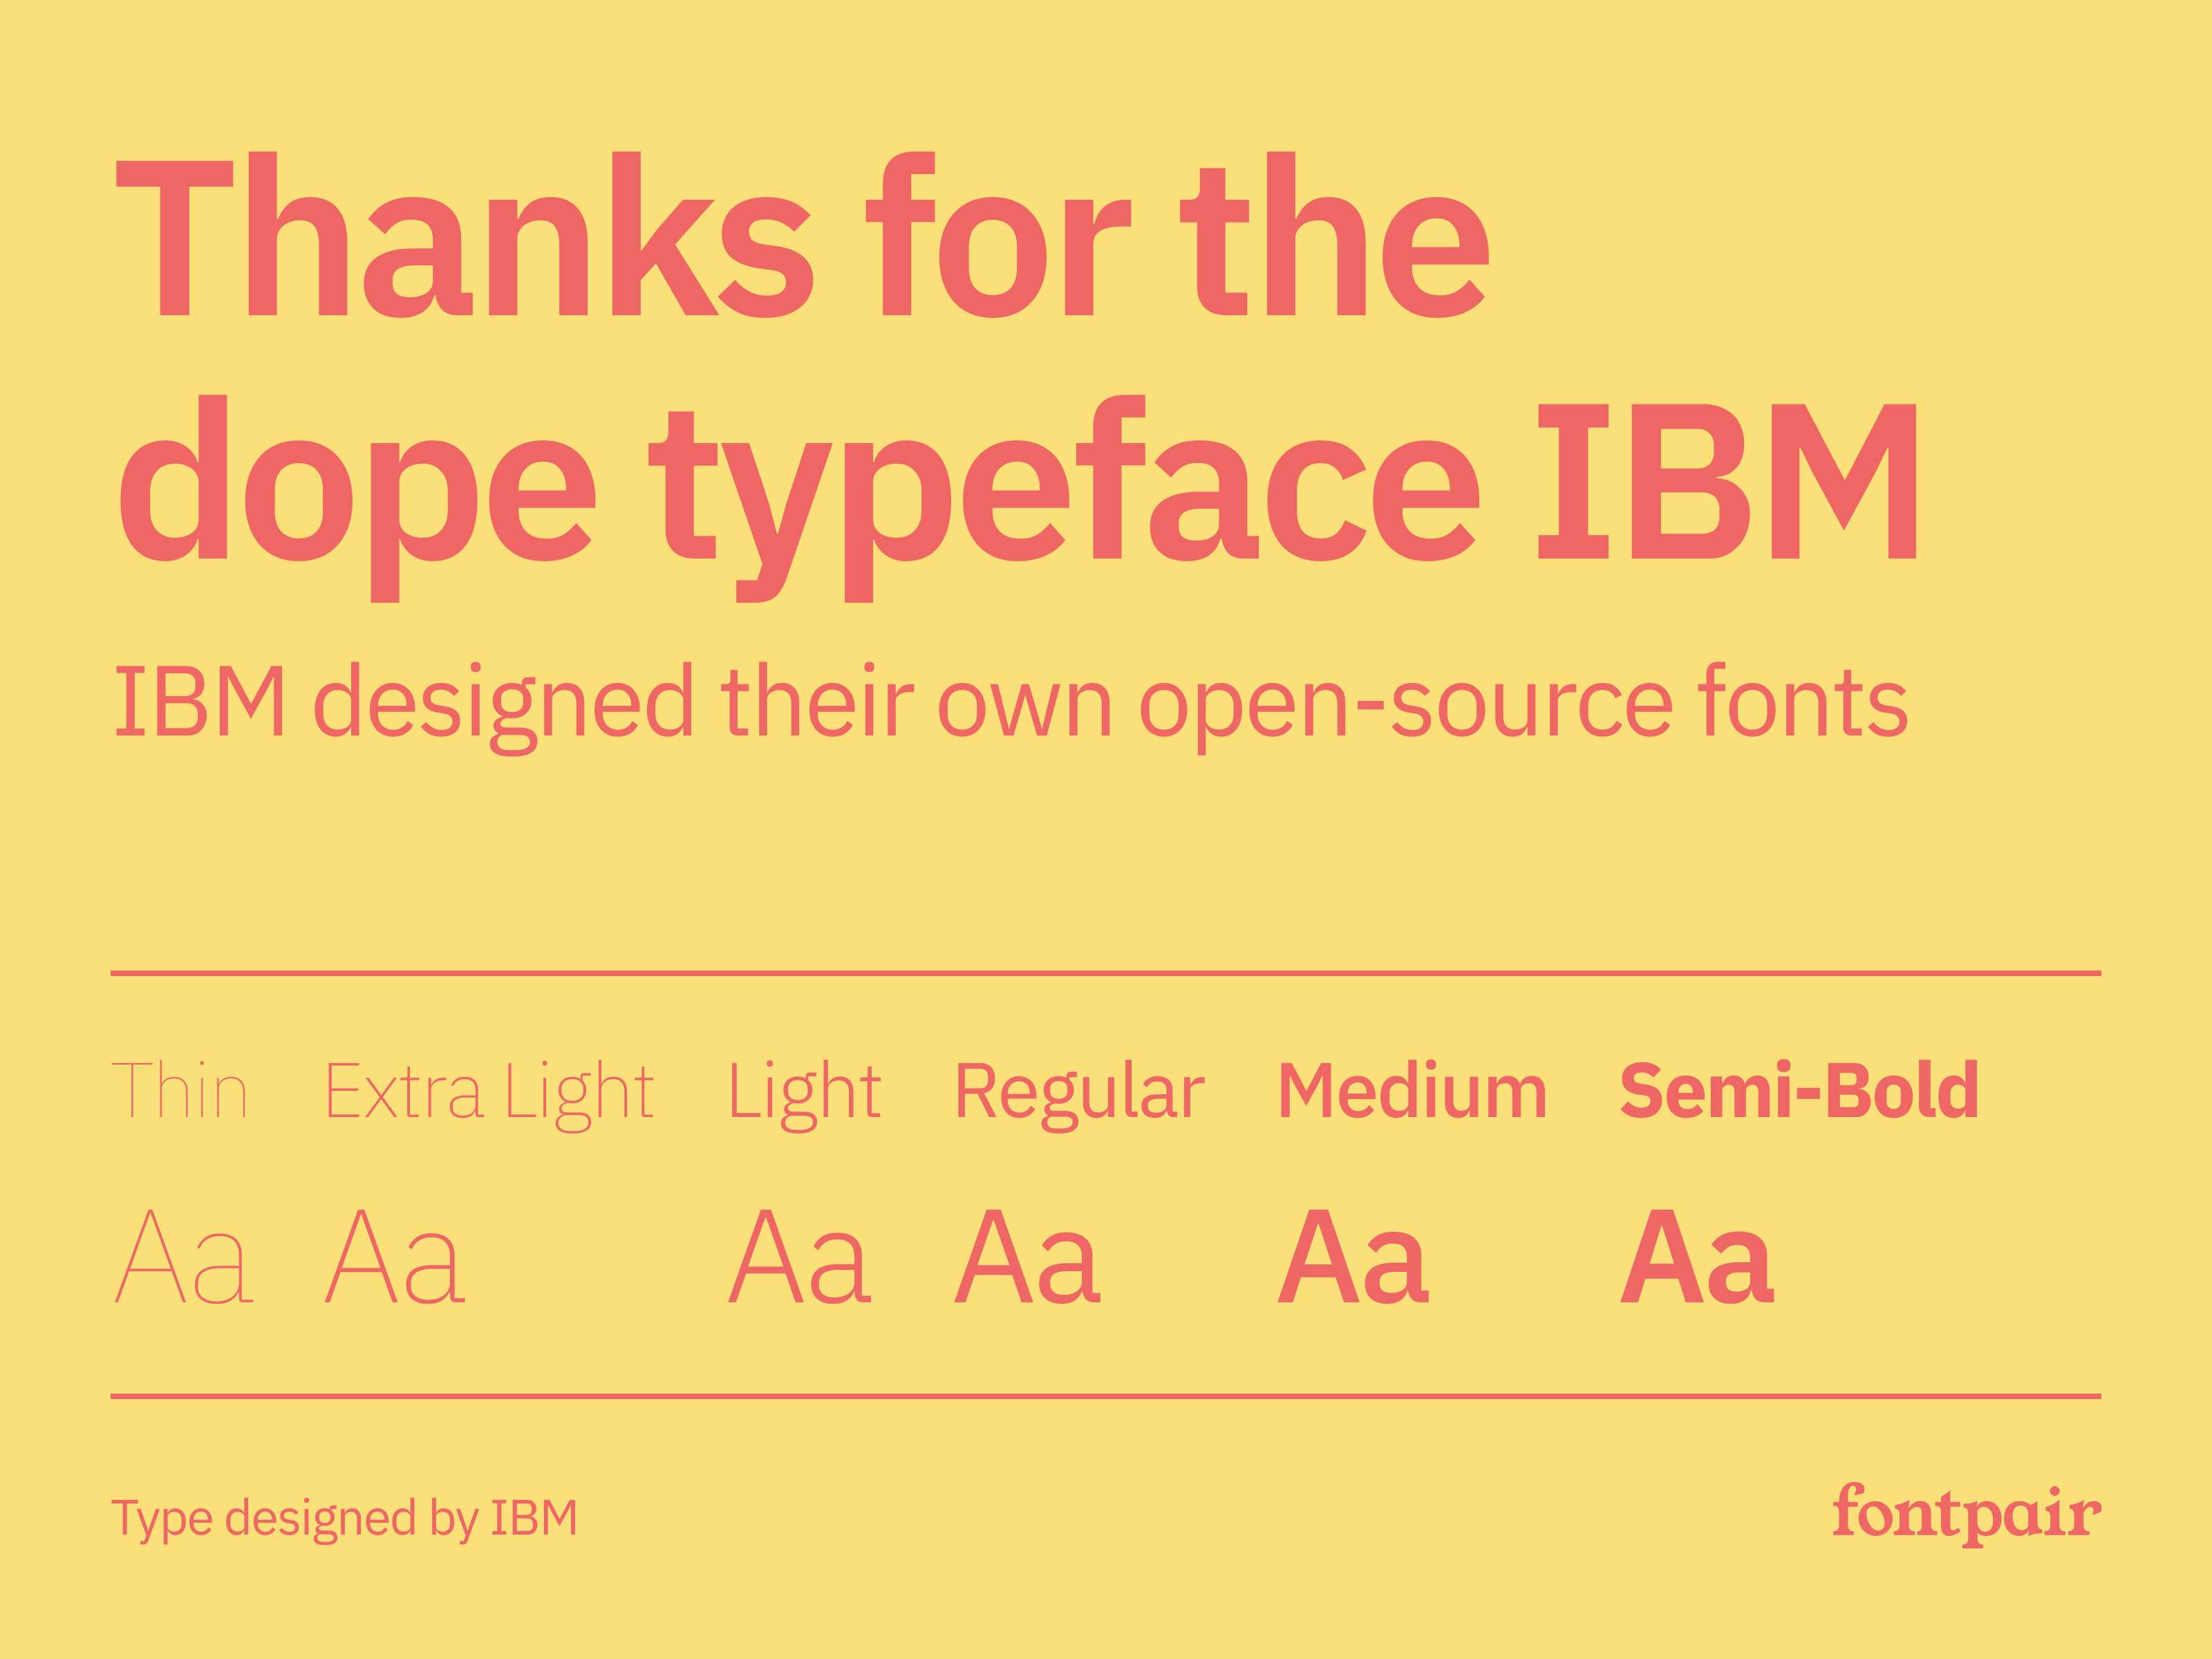 Thanks for the
dope typeface IBM
IBM designed their own open-source fonts
Thin Extra Light Light Regular Medium Semi-Bold
Aa Aa Aa Aa Aa Aa
Type designed by IBM
fontpair